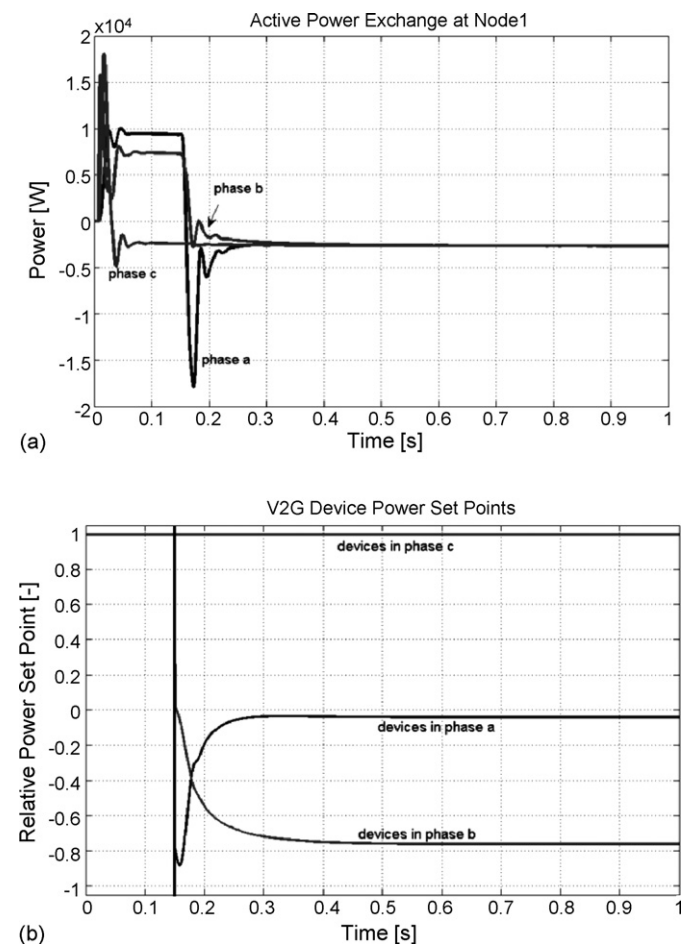 Active Power Exchange at Node1
2 x10⁴
1.5
1
0.5
0
-0.5
-1
-1.5
-2
Power [W]
phase b
phase c
phase a
0 0.1 0.2 0.3 0.4 0.5 0.6 0.7 0.8 0.9 1
Time [s]
(a)
V2G Device Power Set Points
1
0.8
0.6
0.4
0.2
0
-0.2
-0.4
-0.6
-0.8
-1
Relative Power Set Point [-]
devices in phase c
devices in phase a
devices in phase b
0 0.1 0.2 0.3 0.4 0.5 0.6 0.7 0.8 0.9 1
Time [s]
(b)